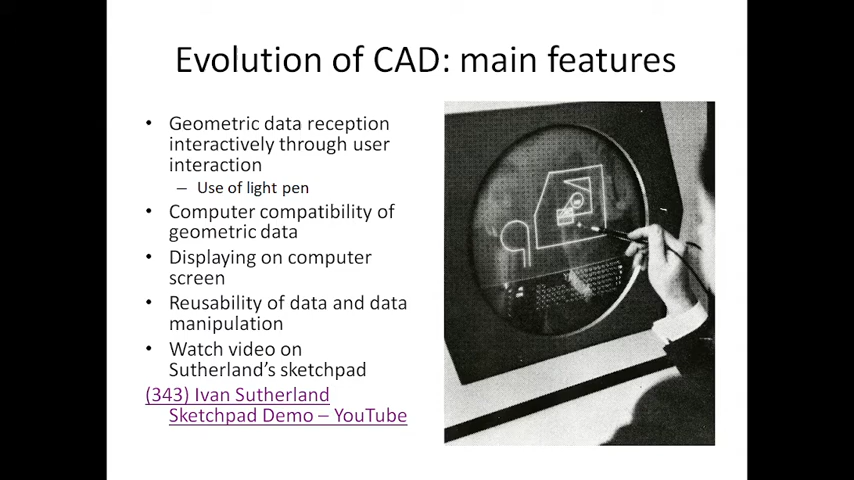 Evolution of CAD: main features
• Geometric data reception
interactively through user
interaction
– Use of light pen
• Computer compatibility of
geometric data
• Displaying on computer
screen
• Reusability of data and data
manipulation
• Watch video on
Sutherland’s sketchpad
(343) Ivan Sutherland
Sketchpad Demo – YouTube